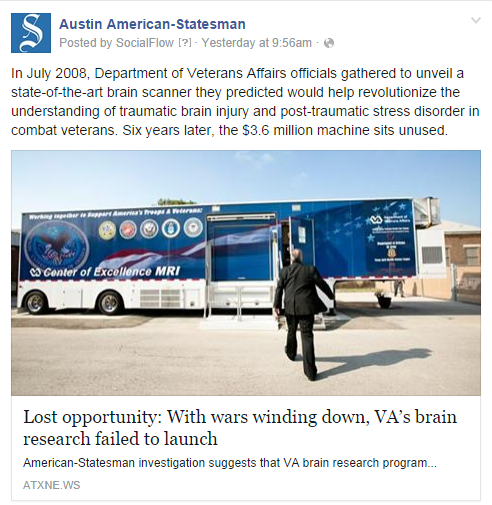 Austin American-Statesman
Posted by SocialFlow [?] · Yesterday at 9:56am ·
In July 2008, Department of Veterans Affairs officials gathered to unveil a
state-of-the-art brain scanner they predicted would help revolutionize the
understanding of traumatic brain injury and post-traumatic stress disorder in
combat veterans. Six years later, the $3.6 million machine sits unused.
Working together to Support America's Troops & Veterans:
Center of Excellence MRI
Lost opportunity: With wars winding down, VA's brain
research failed to launch
American-Statesman investigation suggests that VA brain research program...
ATXNE.WS